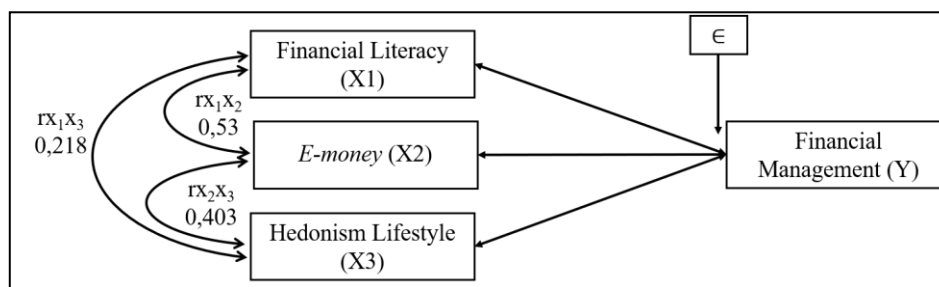 Financial Literacy
(X1)
∈
rx₁x₃
0,218
rx₁x₂
0,53
E-money (X2)
Financial
Management (Y)
rx₂x₃
0,403
Hedonism Lifestyle
(X3)